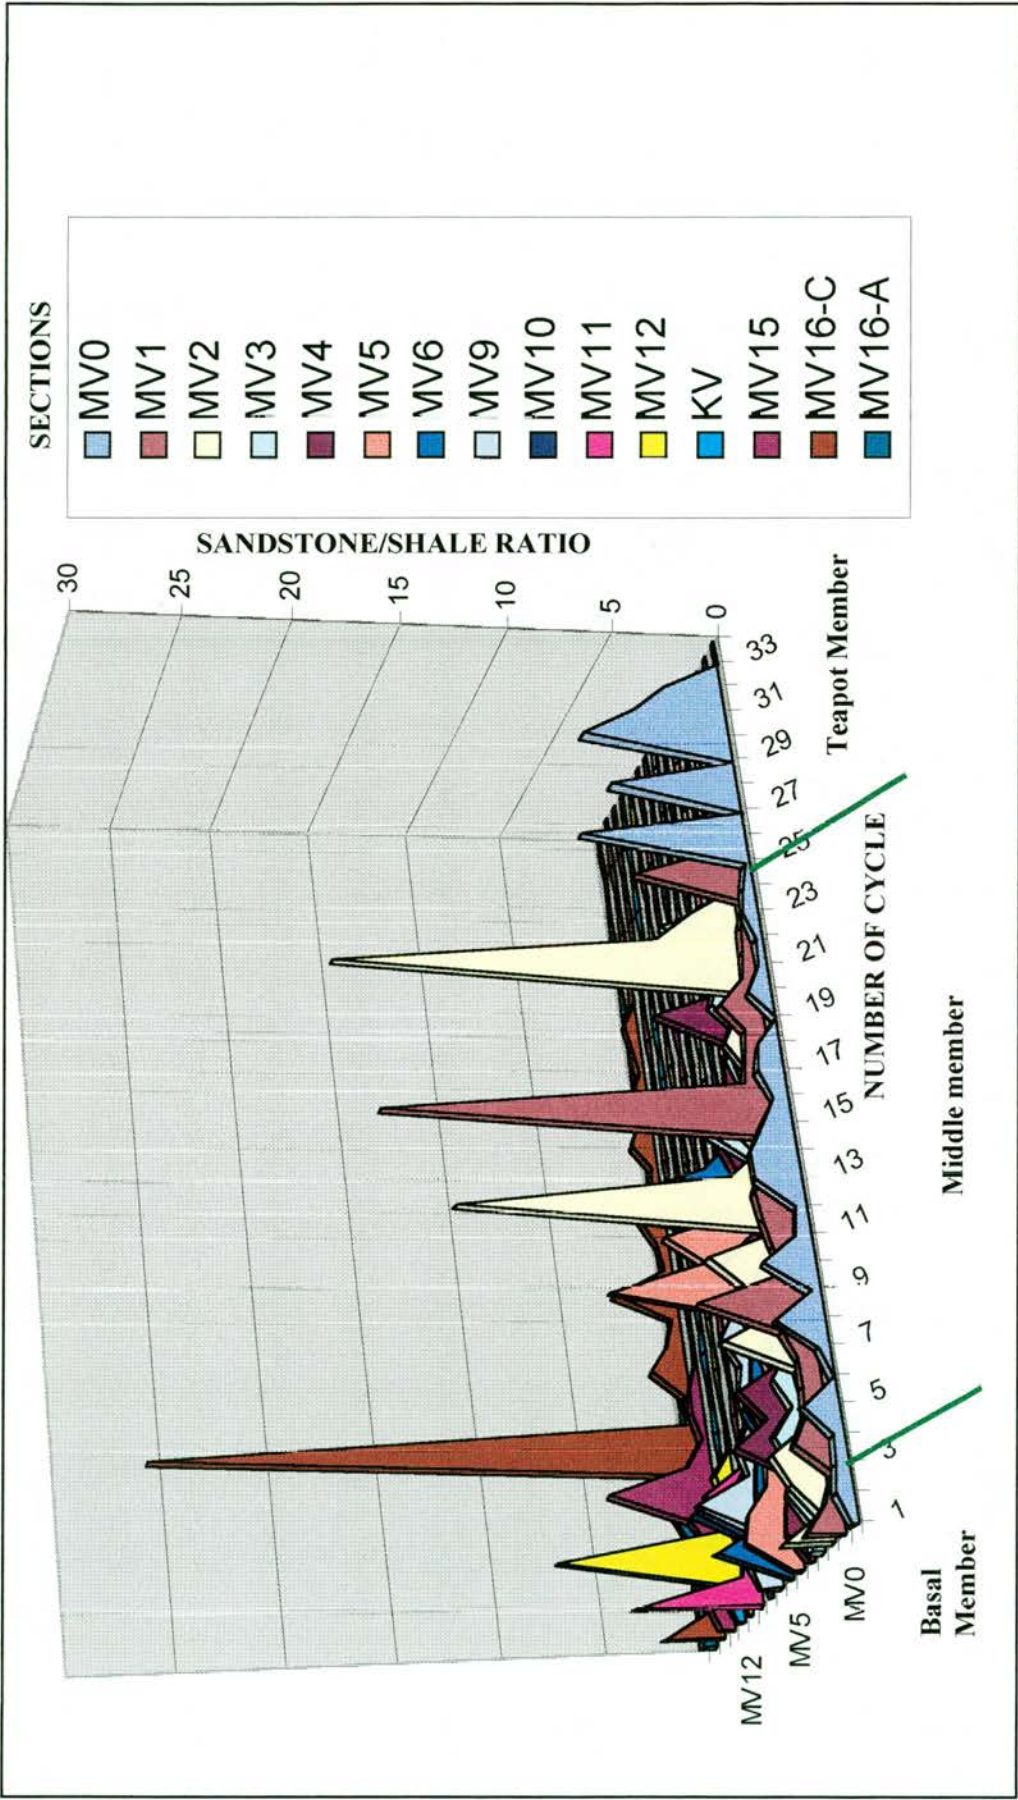 SECTIONS
MV0
MV1
MV2
MV3
MV4
MV5
MV6
MV9
MV10
MV11
MV12
KV
MV15
MV16-C
MV16-A
SANDSTONE/SHALE RATIO
30
25
20
15
10
5
0
1
3
5
7
9
11
13
15
17
19
21
23
25
27
29
31
33
NUMBER OF CYCLE
MV12
MV5
MV0
Basal
Member
Middle member
Teapot Member